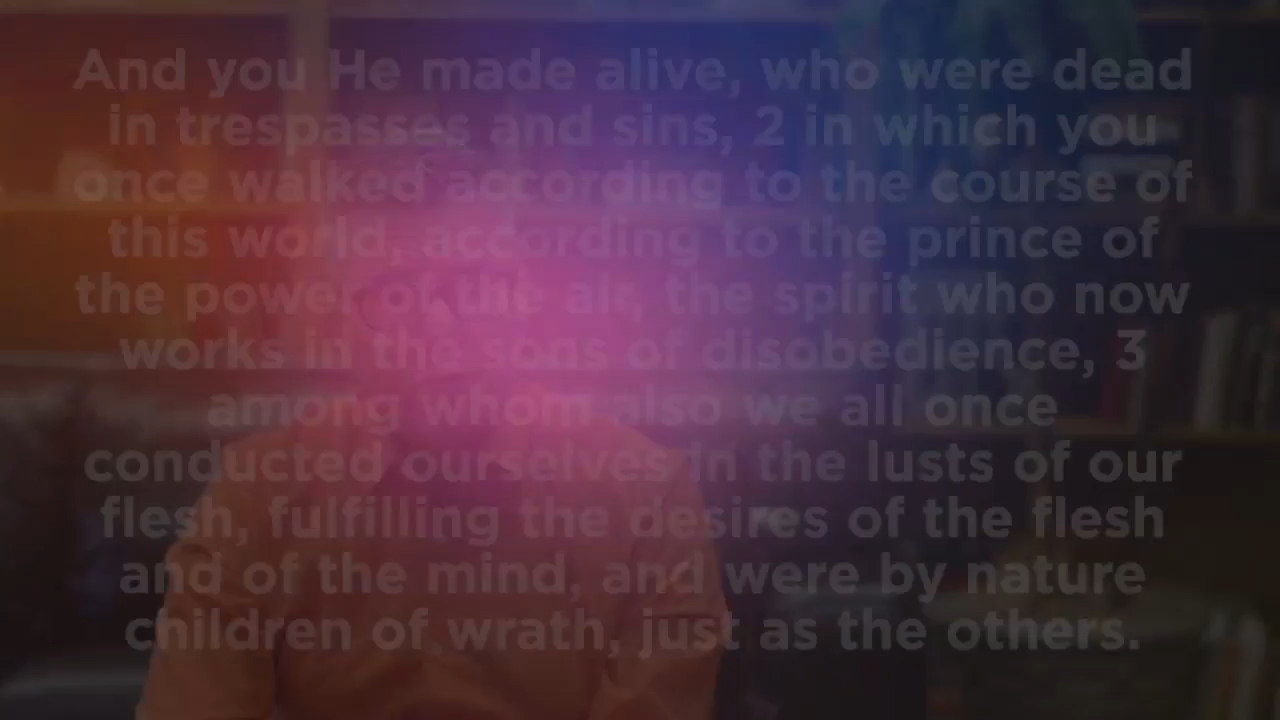 And you He made alive, who were dead
in trespasses and sins, 2 in which you
once walked according to the course of
this world, according to the prince of
the power of the air, the spirit who now
works in the sons of disobedience, 3
among whom also we all once
conducted ourselves in the lusts of our
flesh, fulfilling the desires of the flesh
and of the mind, and were by nature
children of wrath, just as the others.